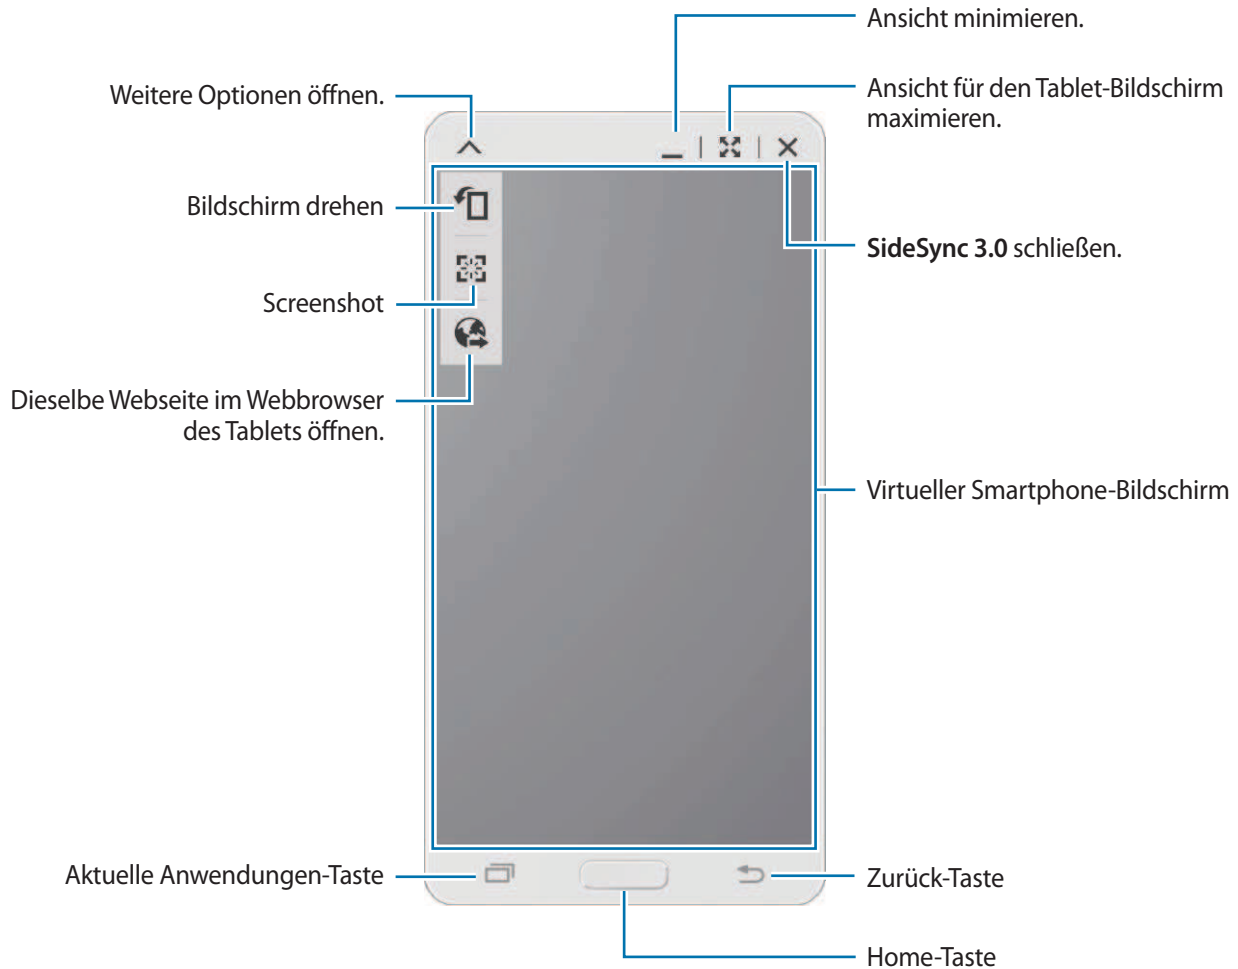 Ansicht minimieren.
Weitere Optionen öffnen.
Ansicht für den Tablet-Bildschirm
maximieren.
Bildschirm drehen
SideSync 3.0 schließen.
Screenshot
Dieselbe Webseite im Webbrowser
des Tablets öffnen.
Virtueller Smartphone-Bildschirm
Aktuelle Anwendungen-Taste
Zurück-Taste
Home-Taste